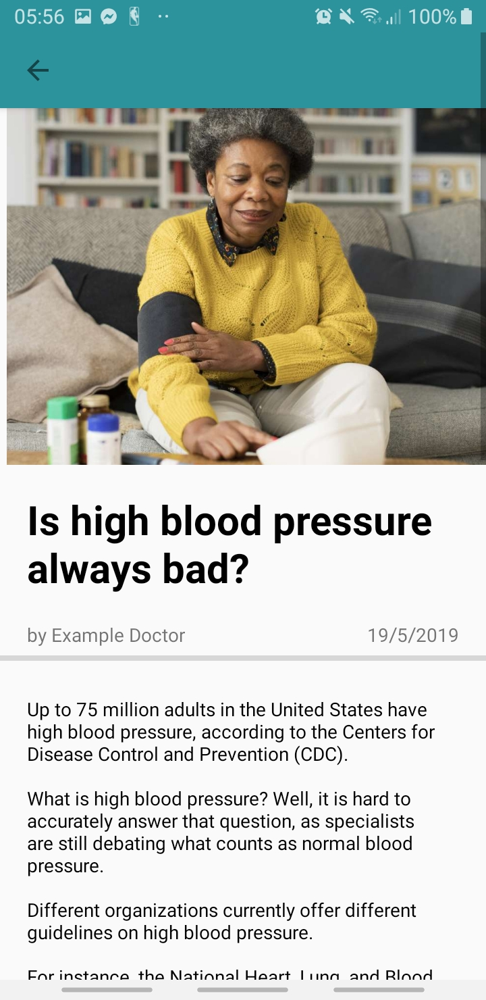 05:56
100%
Is high blood pressure
always bad?
by Example Doctor
19/5/2019
Up to 75 million adults in the United States have
high blood pressure, according to the Centers for
Disease Control and Prevention (CDC).
What is high blood pressure? Well, it is hard to
accurately answer that question, as specialists
are still debating what counts as normal blood
pressure.
Different organizations currently offer different
guidelines on high blood pressure.
For instance, the National Heart, Lung, and Blood